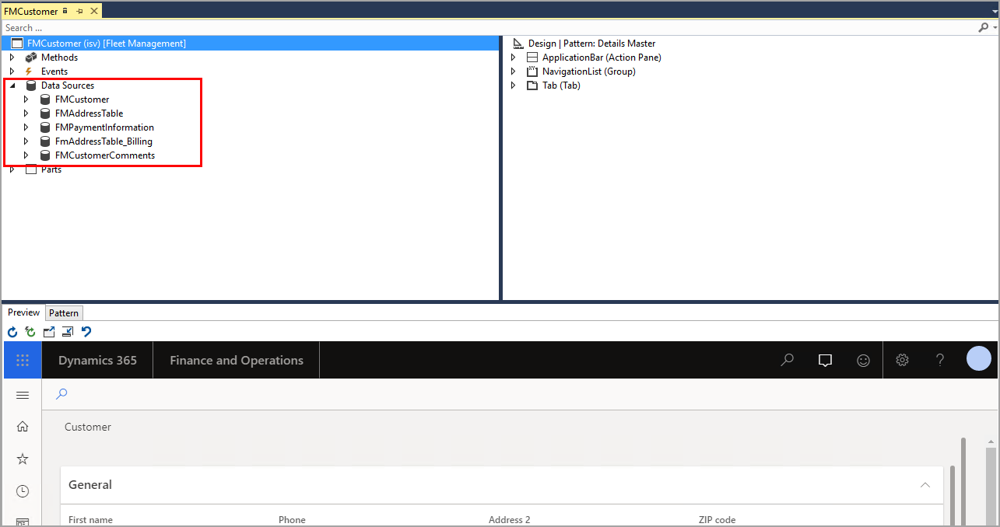 FMCustomer
Search ...
FMCustomer (isv) [Fleet Management]
Methods
Events
Data Sources
FMCustomer
FMAddressTable
FMPaymentInformation
FmAddressTable_Billing
FMCustomerComments
Parts
Design | Pattern: Details Master
ApplicationBar (Action Pane)
NavigationList (Group)
Tab (Tab)
Preview Pattern
Dynamics 365 Finance and Operations
Customer
General
First name Phone Address 2 ZIP code